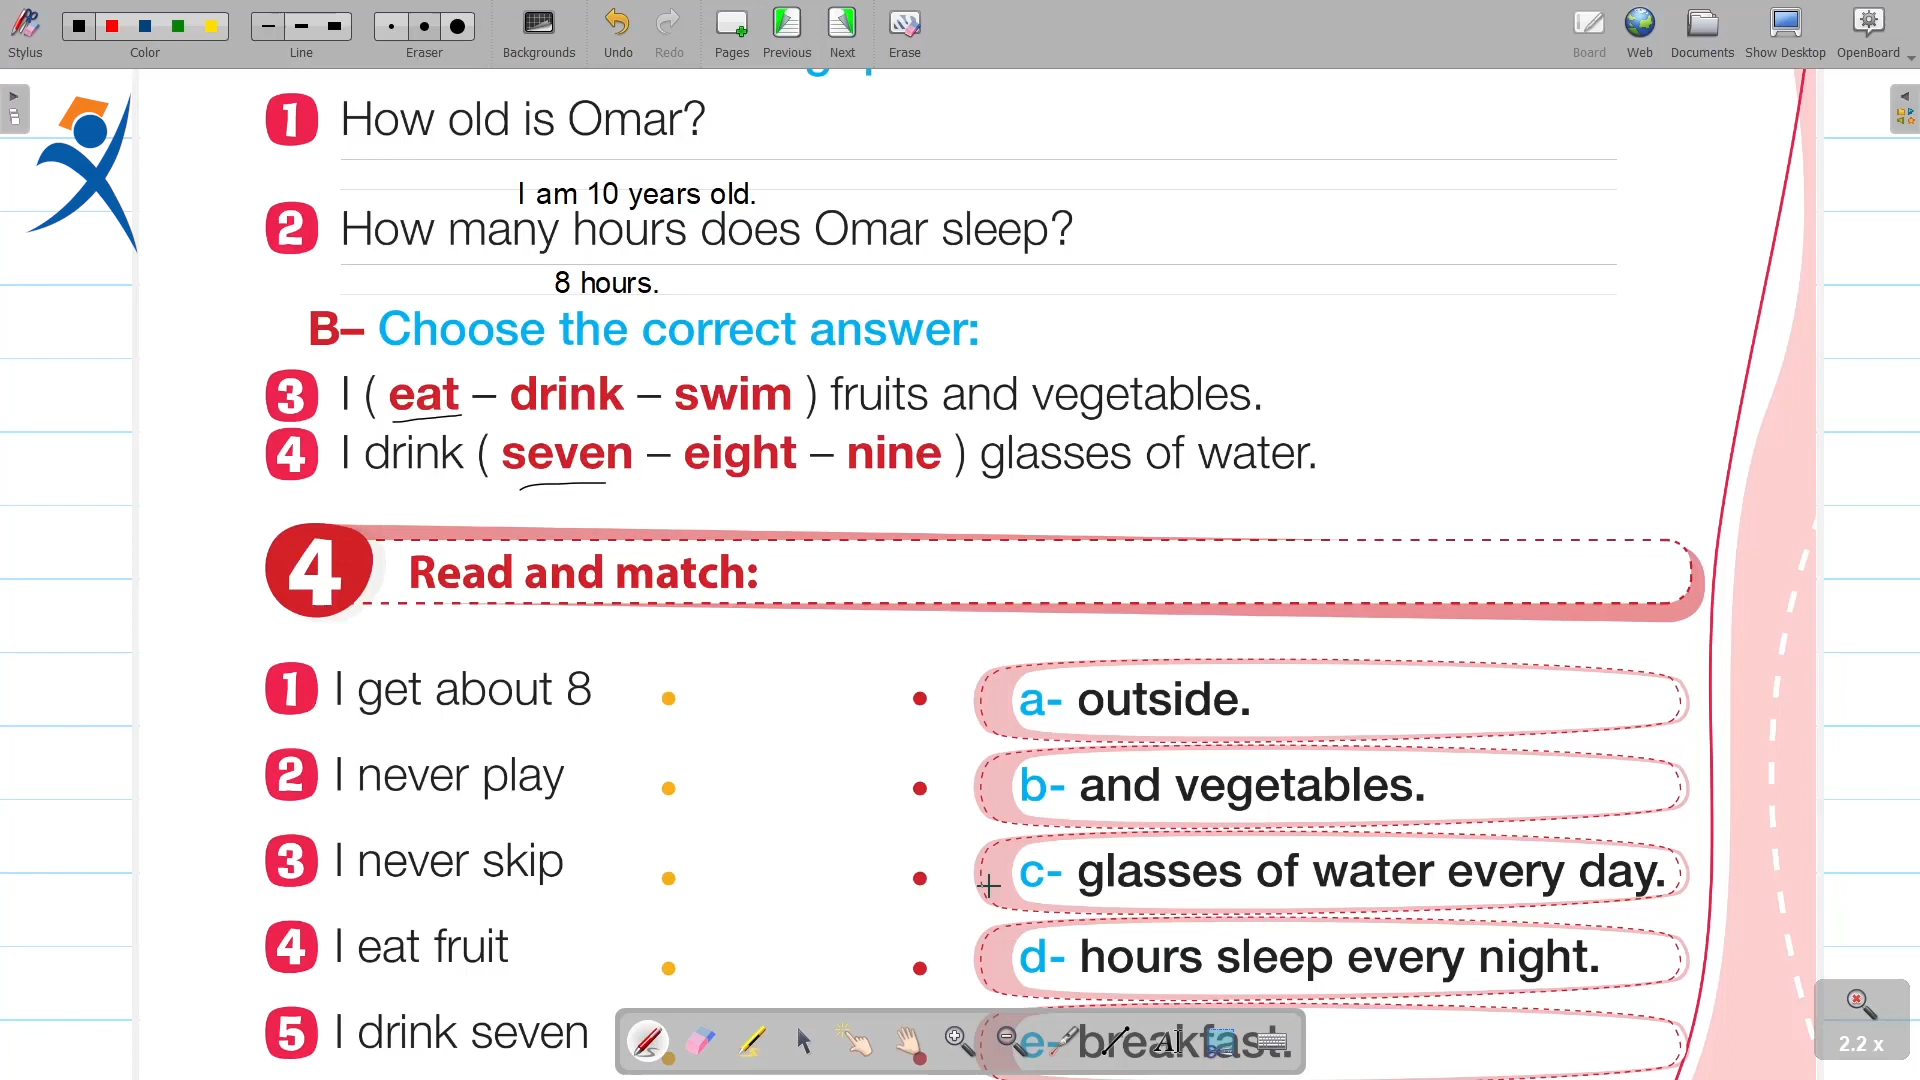 Stylus Color Line Eraser Backgrounds Undo Redo Pages Previous Next Erase Board Web Documents Show Desktop OpenBoard
1 How old is Omar?
I am 10 years old.
2 How many hours does Omar sleep?
8 hours.
B– Choose the correct answer:
3 I ( eat – drink – swim ) fruits and vegetables.
4 I drink ( seven – eight – nine ) glasses of water.
4 Read and match:
1 I get about 8
a- outside.
2 I never play
b- and vegetables.
3 I never skip
c- glasses of water every day.
4 I eat fruit
d- hours sleep every night.
5 I drink seven
e- breakfast.
2.2 x